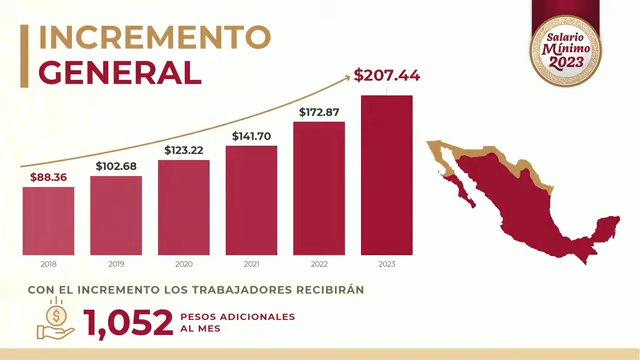 INCREMENTO
GENERAL
Salario
Mínimo
2023
$207.44
$172.87
$141.70
$123.22
$102.68
$88.36
2018
2019
2020
2021
2022
2023
CON EL INCREMENTO LOS TRABAJADORES RECIBIRÁN
$
1,052
PESOS ADICIONALES
AL MES